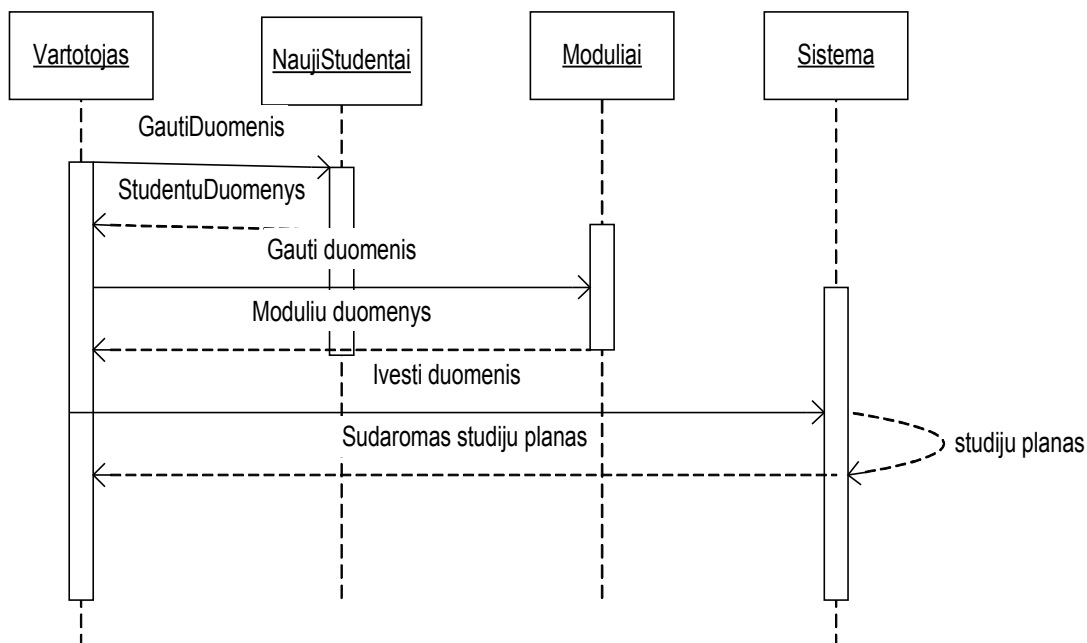 Vartotojas
NaujiStudentai
Moduliai
Sistema
GautiDuomenis
StudentuDuomenys
Gauti duomenis
Moduliu duomenys
Ivesti duomenis
Sudaromas studiju planas
studiju planas